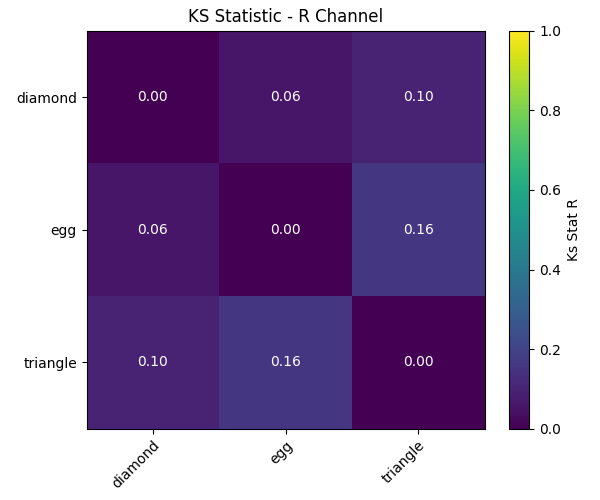 KS Statistic - R Channel
diamond
0.00
0.06
0.10
egg
0.06
0.00
0.16
triangle
0.10
0.16
0.00
diamond
egg
triangle
1.0
0.8
0.6
0.4
0.2
0.0
Ks Stat R